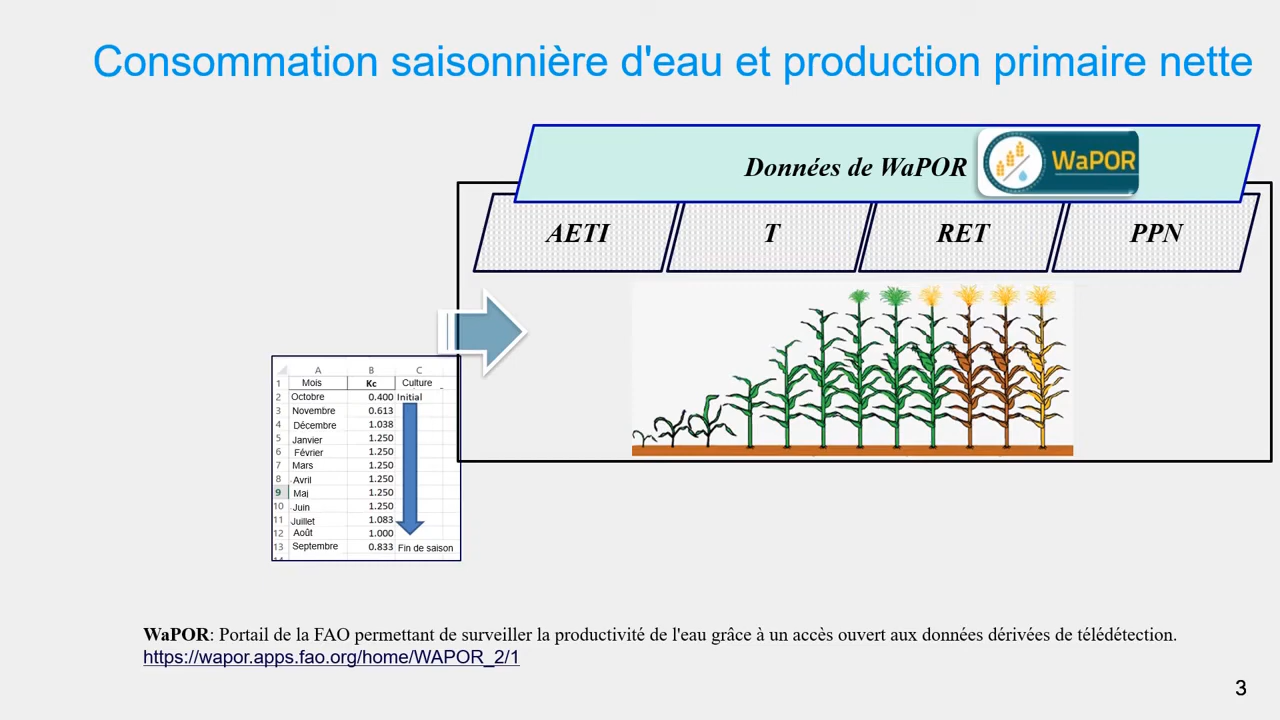 Consommation saisonnière d'eau et production primaire nette
Données de WaPOR
WaPOR
AETI T RET PPN
A B C
1 Mois Kc Culture
2 Octobre 0.400 Initial
3 Novembre 0.613
4 Décembre 1.038
5 Janvier 1.250
6 Février 1.250
7 Mars 1.250
8 Avril 1.250
9 Mai 1.250
10 Juin 1.250
11 Juillet 1.083
12 Août 1.000
13 Septembre 0.833 Fin de saison
WaPOR: Portail de la FAO permettant de surveiller la productivité de l'eau grâce à un accès ouvert aux données dérivées de télédétection.
https://wapor.apps.fao.org/home/WAPOR_2/1
3